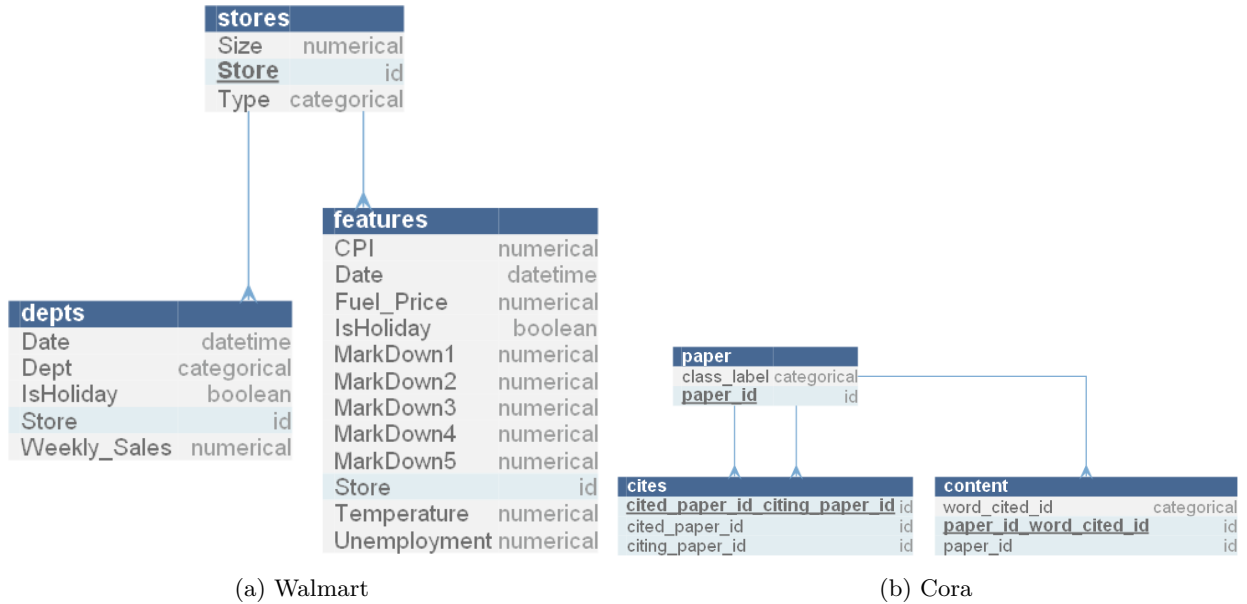 stores
Size numerical
Store id
Type categorical
features
CPI numerical
Date datetime
Fuel_Price numerical
IsHoliday boolean
MarkDown1 numerical
MarkDown2 numerical
MarkDown3 numerical
MarkDown4 numerical
MarkDown5 numerical
Store id
Temperature numerical
Unemployment numerical
depts
Date datetime
Dept categorical
IsHoliday boolean
Store id
Weekly_Sales numerical
(a) Walmart
paper
class_label categorical
paper_id id
cites
cited_paper_id_citing_paper_id id
cited_paper_id id
citing_paper_id id
content
word_cited_id categorical
paper_id_word_cited_id id
paper_id id
(b) Cora